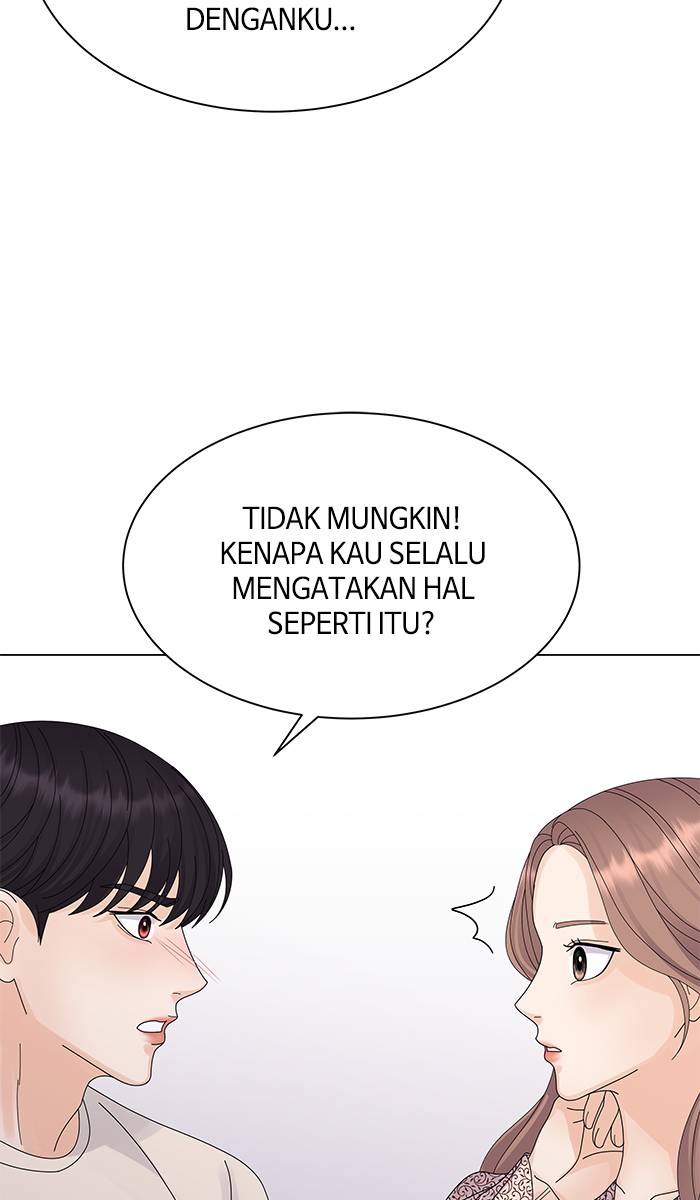 DENGANKU...
TIDAK MUNGKIN!
KENAPA KAU SELALU
MENGATAKAN HAL
SEPERTI ITU?